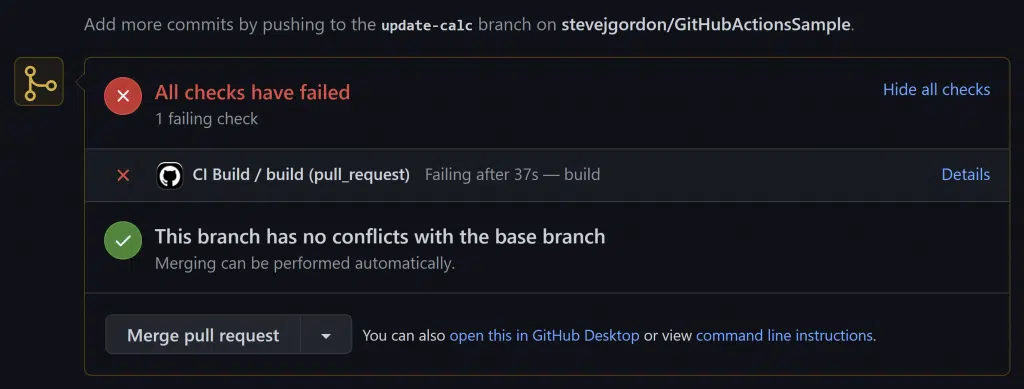 Add more commits by pushing to the update-calc branch on stevejgordon/GitHubActionsSample.
All checks have failed
Hide all checks
1 failing check
CI Build / build (pull_request) Failing after 37s — build
Details
This branch has no conflicts with the base branch
Merging can be performed automatically.
Merge pull request
You can also open this in GitHub Desktop or view command line instructions.